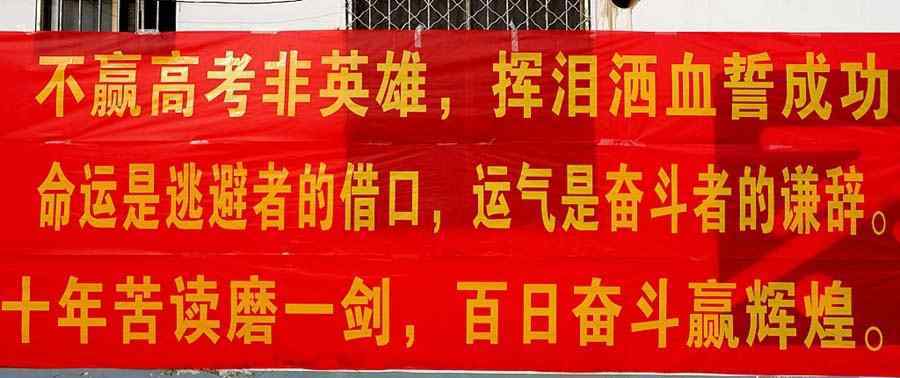 不赢高考非英雄，挥泪洒血誓成功
命运是逃避者的借口，运气是奋斗者的谦辞。
十年苦读磨一剑，百日奋斗赢辉煌。